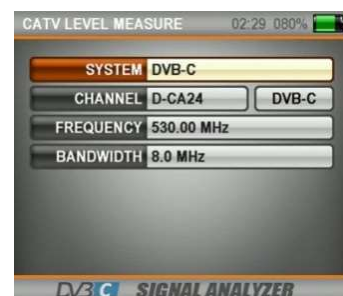 CATV LEVEL MEASURE 02:29 080%
SYSTEM DVB-C
CHANNEL D-CA24 DVB-C
FREQUENCY 530.00 MHz
BANDWIDTH 8.0 MHz
DVB C SIGNAL ANALYZER